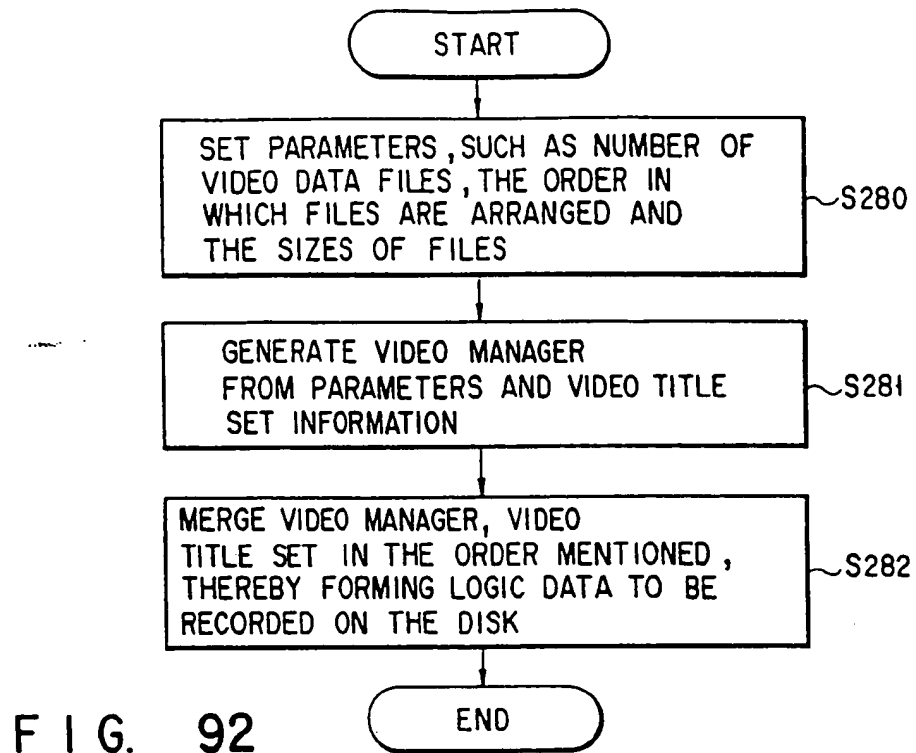 START
SET PARAMETERS, SUCH AS NUMBER OF
VIDEO DATA FILES, THE ORDER IN
WHICH FILES ARE ARRANGED AND
THE SIZES OF FILES
S280
GENERATE VIDEO MANAGER
FROM PARAMETERS AND VIDEO TITLE
SET INFORMATION
S281
MERGE VIDEO MANAGER, VIDEO
TITLE SET IN THE ORDER MENTIONED,
THEREBY FORMING LOGIC DATA TO BE
RECORDED ON THE DISK
S282
END
FIG. 92